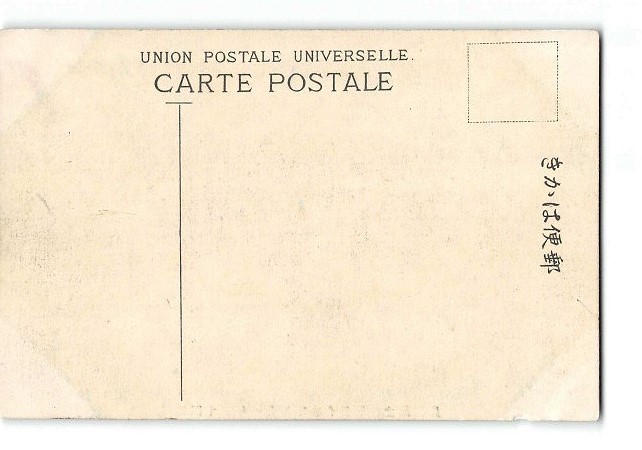 UNION POSTALE UNIVERSELLE.
CARTE POSTALE
きかは便郵